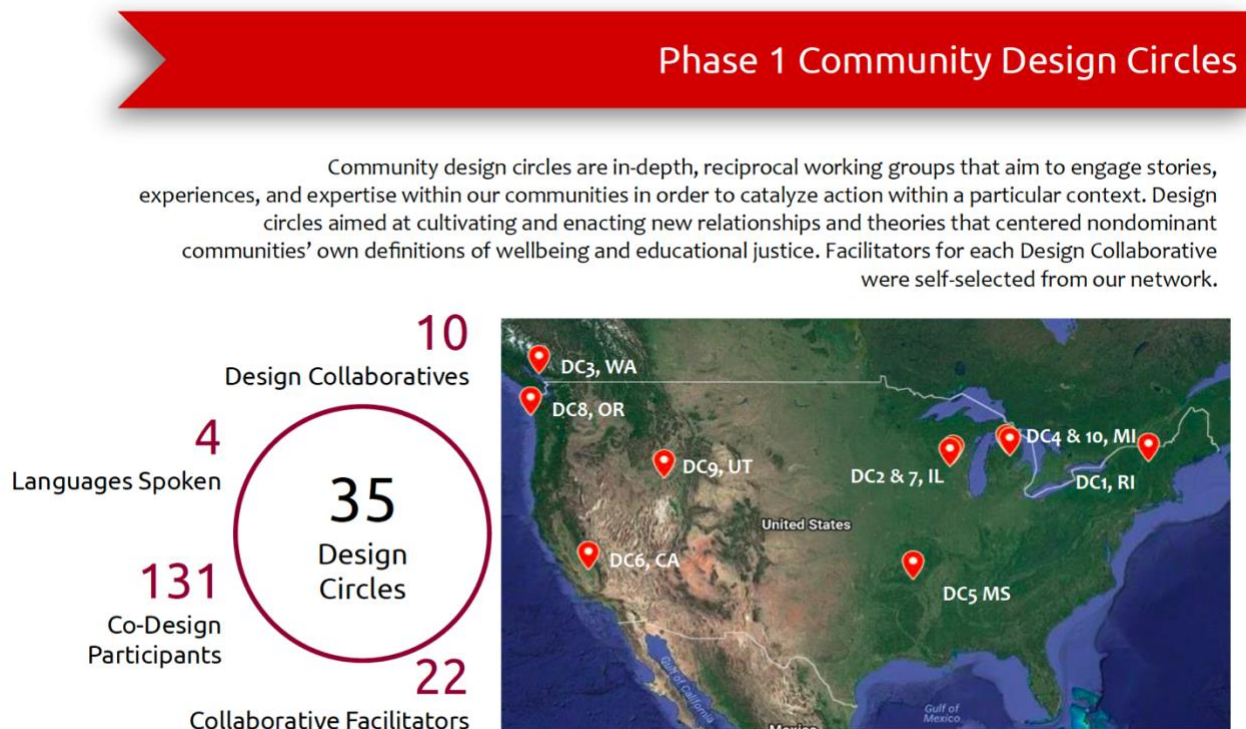 Phase 1 Community Design Circles
Community design circles are in-depth, reciprocal working groups that aim to engage stories,
experiences, and expertise within our communities in order to catalyze action within a particular context. Design
circles aimed at cultivating and enacting new relationships and theories that centered nondominant
communities’ own definitions of wellbeing and educational justice. Facilitators for each Design Collaborative
were self-selected from our network.
10
Design Collaboratives
4
Languages Spoken
35
Design
Circles
131
Co-Design
Participants
22
Collaborative Facilitators
DC3, WA
DC8, OR
DC9, UT
DC2 & 7, IL
DC4 & 10, MI
DC1, RI
United States
DC6, CA
DC5 MS
Gulf of California
Gulf of
Mexico
Mexico